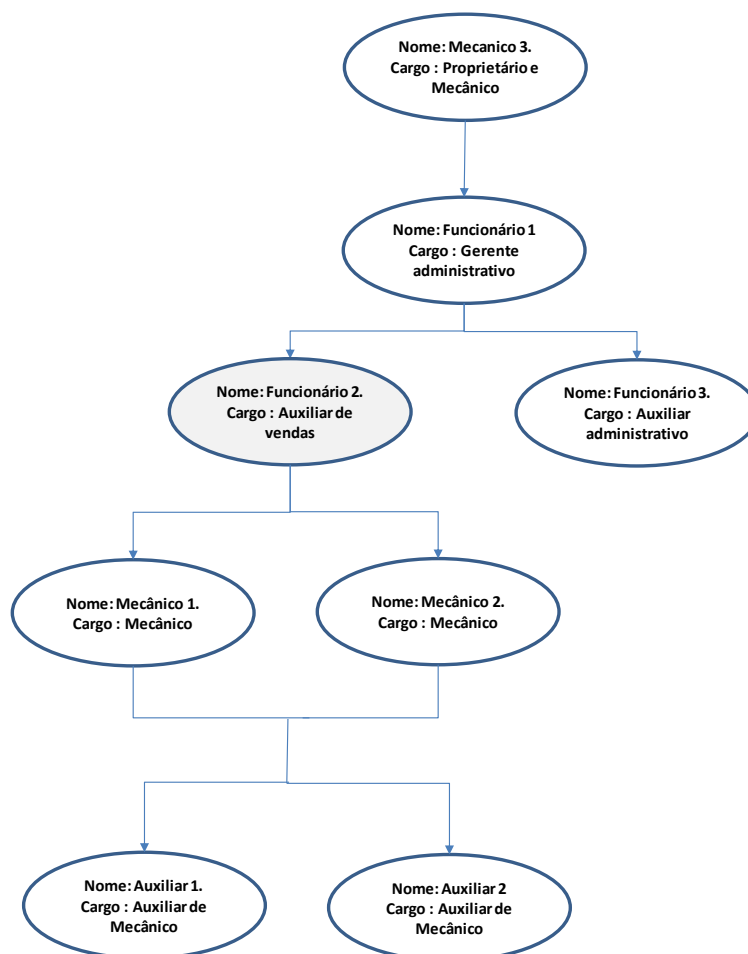 Nome: Mecanico 3.
Cargo : Proprietário e
Mecânico
Nome: Funcionário 1
Cargo : Gerente
administrativo
Nome: Funcionário 2.
Cargo : Auxiliar de
vendas
Nome: Funcionário 3.
Cargo : Auxiliar
administrativo
Nome: Mecânico 1.
Cargo : Mecânico
Nome: Mecânico 2.
Cargo : Mecânico
Nome: Auxiliar 1.
Cargo : Auxiliar de
Mecânico
Nome: Auxiliar 2
Cargo : Auxiliar de
Mecânico